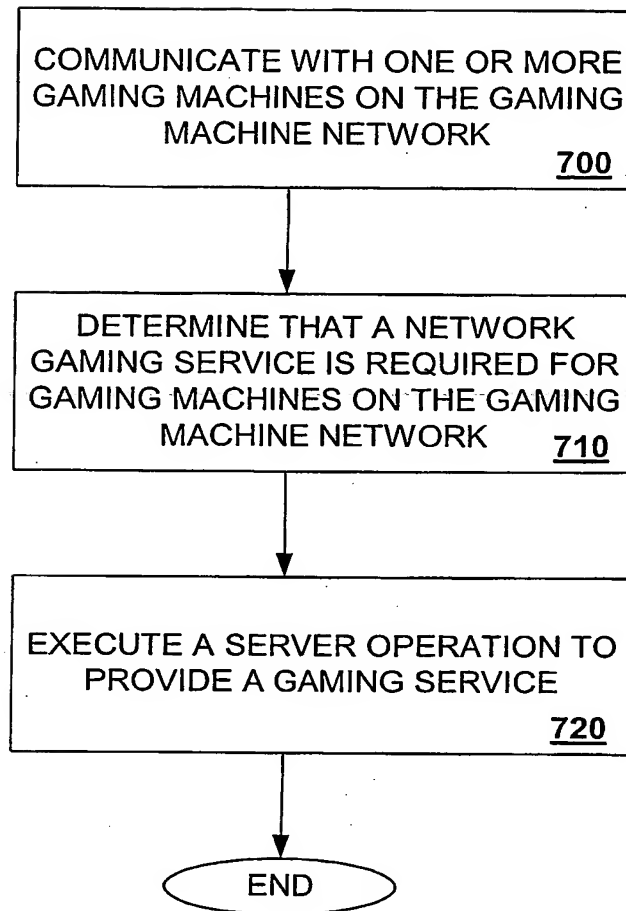 COMMUNICATE WITH ONE OR MORE
GAMING MACHINES ON THE GAMING
MACHINE NETWORK
700
DETERMINE THAT A NETWORK
GAMING SERVICE IS REQUIRED FOR
GAMING MACHINES ON THE GAMING
MACHINE NETWORK
710
EXECUTE A SERVER OPERATION TO
PROVIDE A GAMING SERVICE
720
END